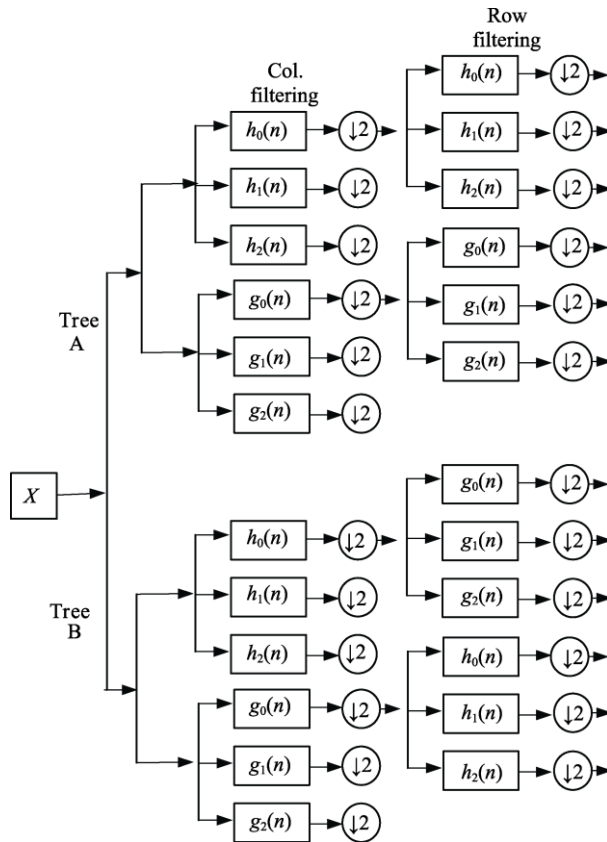 Row
filtering
Col.
filtering
h₀(n) ↓2
h₀(n) ↓2 h₁(n) ↓2
h₁(n) ↓2 h₂(n) ↓2
h₂(n) ↓2 g₀(n) ↓2
g₀(n) ↓2 g₁(n) ↓2
Tree
A
g₁(n) ↓2 g₂(n) ↓2
g₂(n) ↓2
X
g₀(n) ↓2
h₀(n) ↓2 g₁(n) ↓2
Tree
B
h₁(n) ↓2 g₂(n) ↓2
h₂(n) ↓2 h₀(n) ↓2
g₀(n) ↓2 h₁(n) ↓2
g₁(n) ↓2 h₂(n) ↓2
g₂(n) ↓2